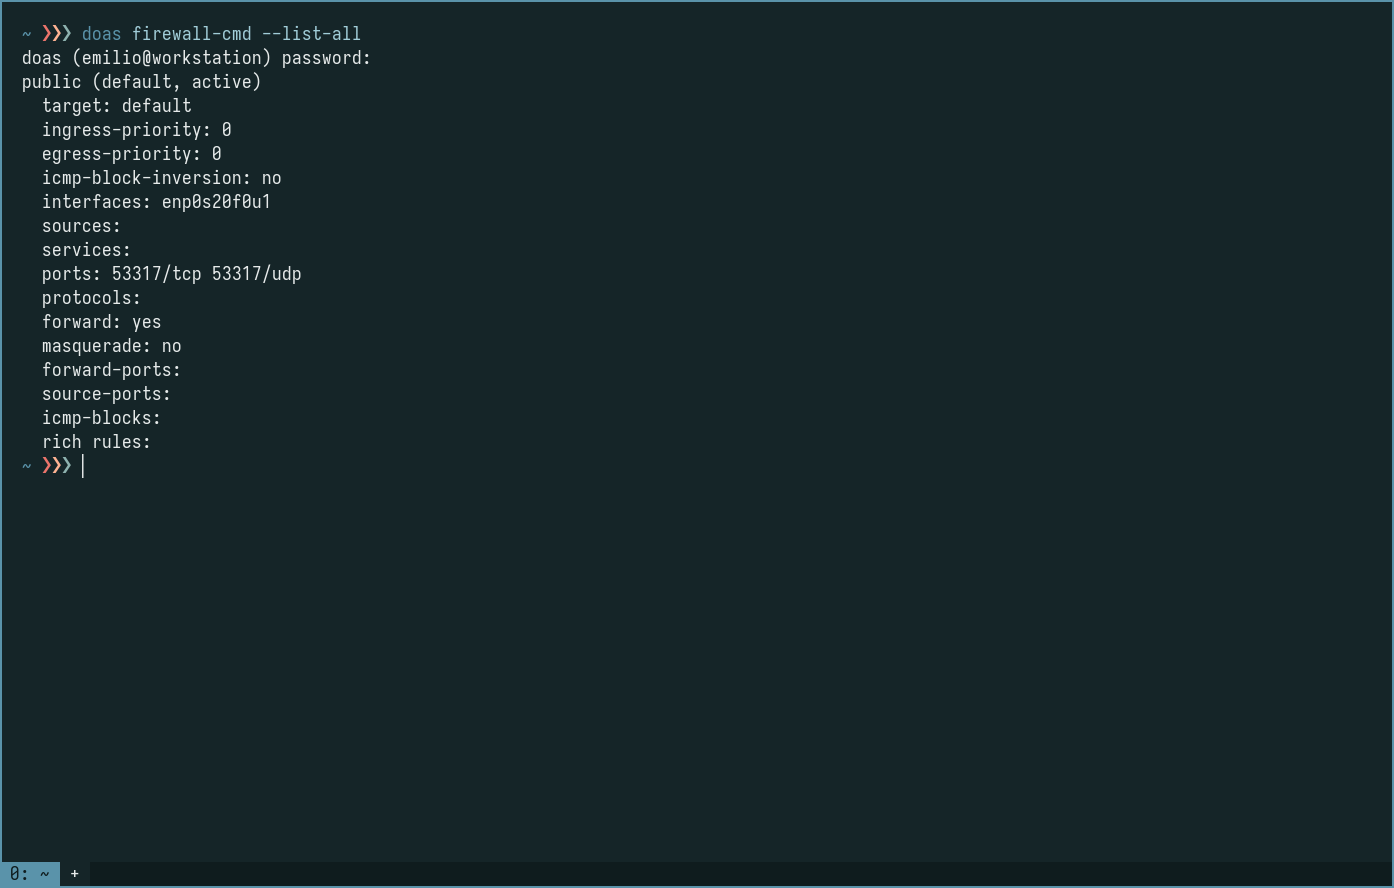 ~ ❯❯❯ doas firewall-cmd --list-all
doas (emilio@workstation) password:
public (default, active)
  target: default
  ingress-priority: 0
  egress-priority: 0
  icmp-block-inversion: no
  interfaces: enp0s20f0u1
  sources:
  services:
  ports: 53317/tcp 53317/udp
  protocols:
  forward: yes
  masquerade: no
  forward-ports:
  source-ports:
  icmp-blocks:
  rich rules:
~ ❯❯❯
0: ~  +